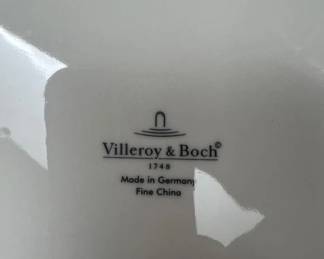 Villeroy & Boch©
1748
Made in Germany
Fine China